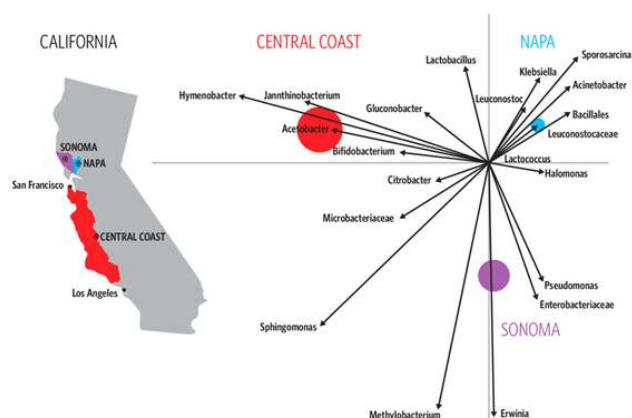 CALIFORNIA
SONOMA
NAPA
San Francisco
CENTRAL COAST
Los Angeles
CENTRAL COAST
NAPA
Lactobacillus
Sporosarcina
Klebsiella
Hymenobacter
Jannthinobacterium
Acinetobacter
Leuconostoc
Gluconobacter
Bacillales
Acetobacter
Leuconostocaceae
Bifidobacterium
Lactococcus
Halomonas
Citrobacter
Microbacteriaceae
Pseudomonas
Enterobacteriaceae
Sphingomonas
SONOMA
Methylobacterium
Erwinia